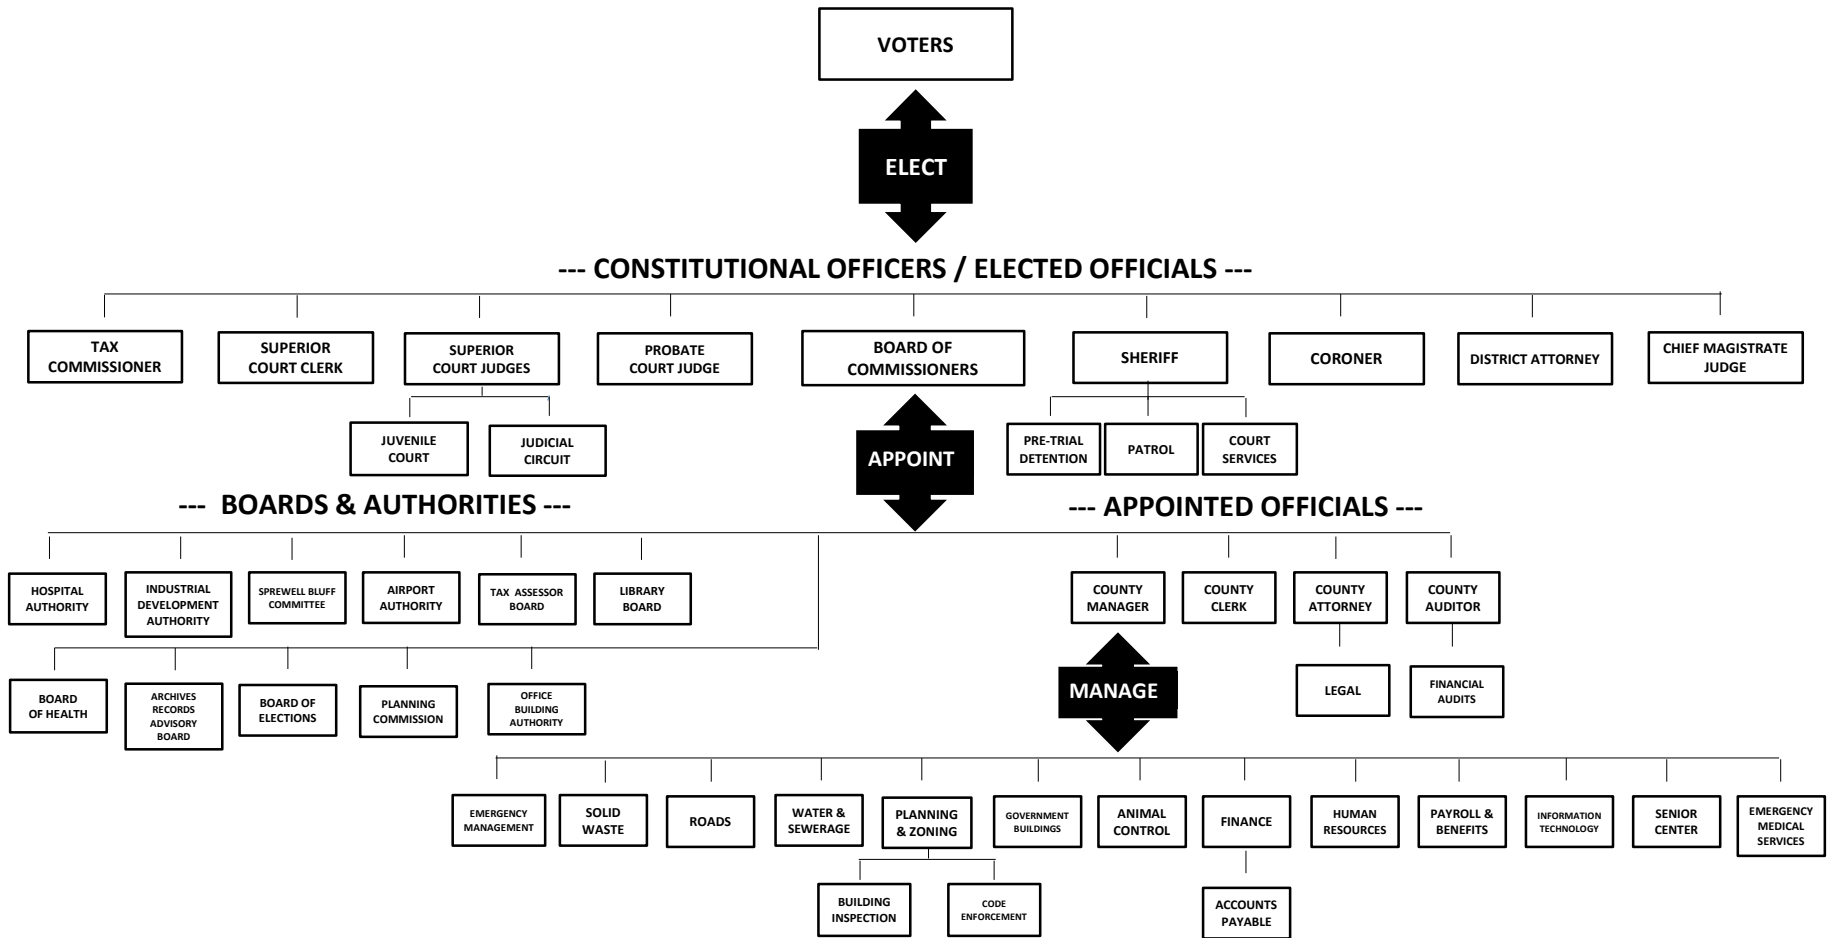 VOTERS
ELECT
--- CONSTITUTIONAL OFFICERS / ELECTED OFFICIALS ---
TAX
COMMISSIONER
SUPERIOR
COURT CLERK
SUPERIOR
COURT JUDGES
PROBATE
COURT JUDGE
BOARD OF
COMMISSIONERS
SHERIFF
CORONER
DISTRICT ATTORNEY
CHIEF MAGISTRATE
JUDGE
JUVENILE
COURT
JUDICIAL
CIRCUIT
APPOINT
PRE-TRIAL
DETENTION
PATROL
COURT
SERVICES
--- BOARDS & AUTHORITIES ---
--- APPOINTED OFFICIALS ---
HOSPITAL
AUTHORITY
INDUSTRIAL
DEVELOPMENT
AUTHORITY
SPREWELL BLUFF
COMMITTEE
AIRPORT
AUTHORITY
TAX ASSESSOR
BOARD
LIBRARY
BOARD
COUNTY
MANAGER
COUNTY
CLERK
COUNTY
ATTORNEY
COUNTY
AUDITOR
BOARD
OF HEALTH
ARCHIVES
RECORDS
ADVISORY
BOARD
BOARD OF
ELECTIONS
PLANNING
COMMISSION
OFFICE
BUILDING
AUTHORITY
MANAGE
LEGAL
FINANCIAL
AUDITS
EMERGENCY
MANAGEMENT
SOLID
WASTE
ROADS
WATER &
SEWERAGE
PLANNING
& ZONING
GOVERNMENT
BUILDINGS
ANIMAL
CONTROL
FINANCE
HUMAN
RESOURCES
PAYROLL &
BENEFITS
INFORMATION
TECHNOLOGY
SENIOR
CENTER
EMERGENCY
MEDICAL
SERVICES
BUILDING
INSPECTION
CODE
ENFORCEMENT
ACCOUNTS
PAYABLE